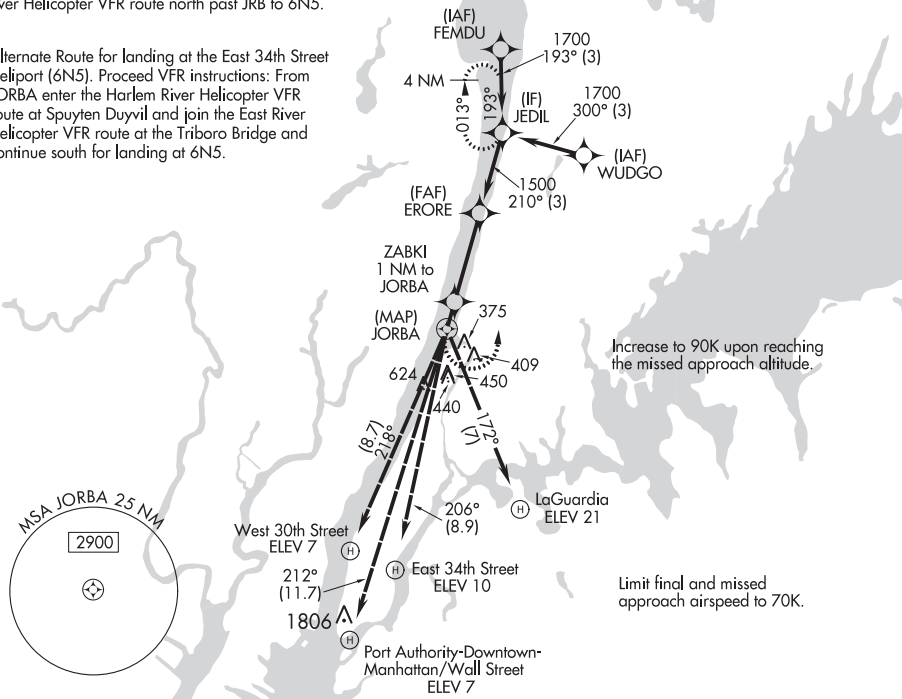 ver Helicopter VFR route north past JRB to 6N5.
lternate Route for landing at the East 34th Street
eliport (6N5). Proceed VFR instructions: From
ORBA enter the Harlem River Helicopter VFR
oute at Spuyten Duyvil and join the East River
elicopter VFR route at the Triboro Bridge and
ontinue south for landing at 6N5.
(IAF)
FEMDU
1700
193° (3)
4 NM
013°
193°
(IF)
JEDIL
1700
300° (3)
(IAF)
WUDGO
1500
210° (3)
(FAF)
ERORE
ZABKI
1 NM to
JORBA
(MAP)
JORBA
375
409
624
450
440
Increase to 90K upon reaching
the missed approach altitude.
(8.7)
218°
172°
(7)
MSA JORBA 25 NM
2900
206°
(8.9)
H
LaGuardia
ELEV 21
West 30th Street
ELEV 7
H
H
East 34th Street
ELEV 10
212°
(11.7)
Limit final and missed
approach airspeed to 70K.
1806
H
Port Authority-Downtown-
Manhattan/Wall Street
ELEV 7